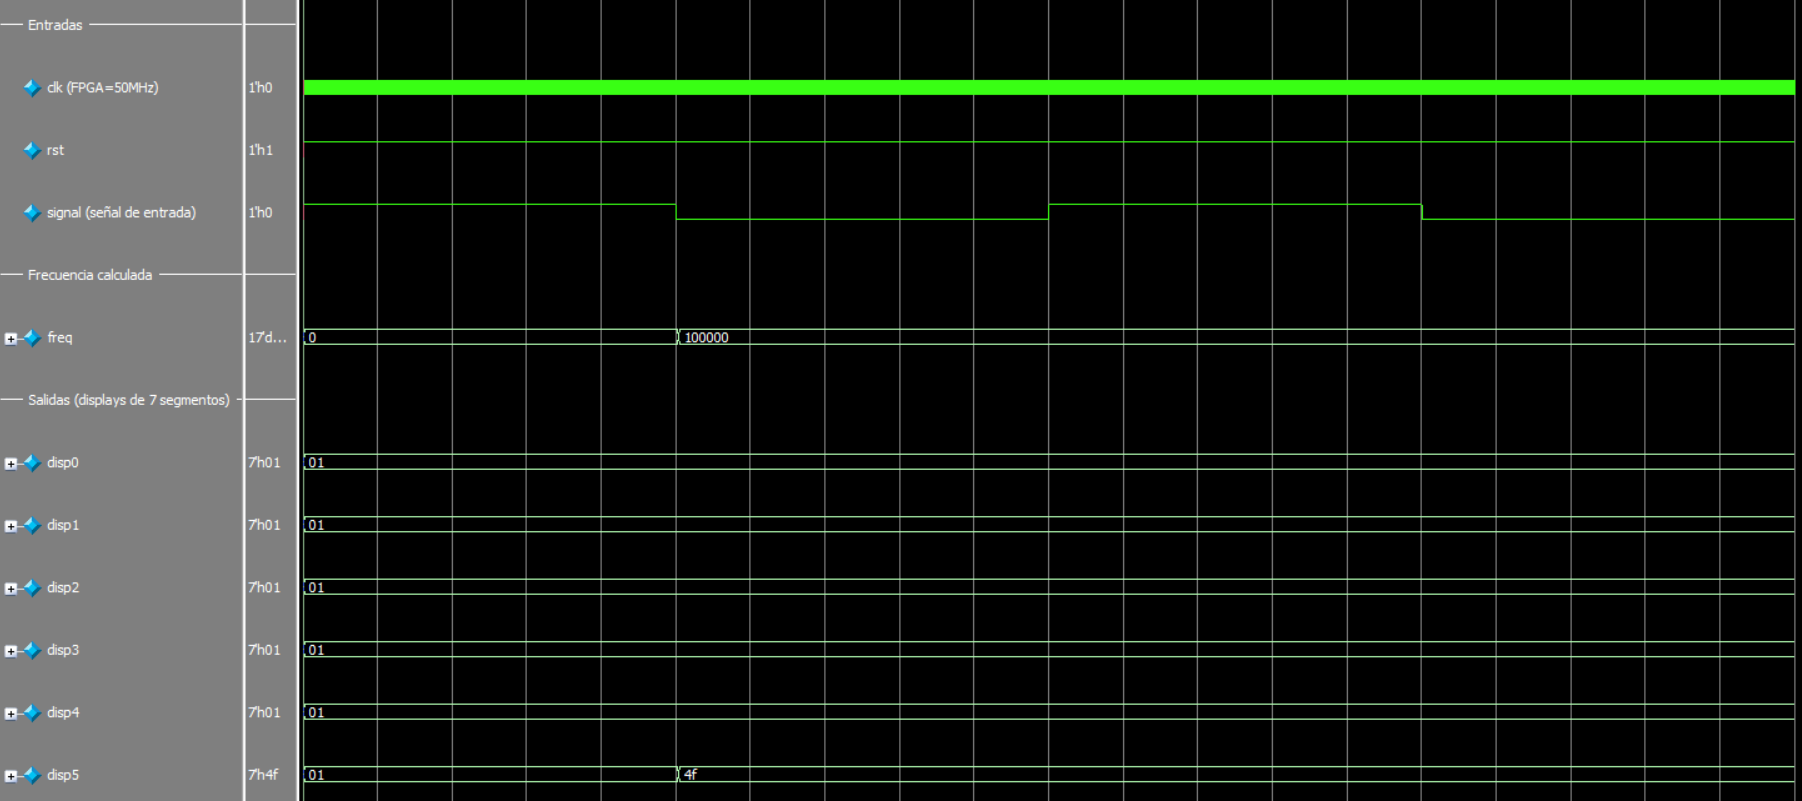 Entradas
clk (FPGA=50MHz) 1'h0
rst 1'h1
signal (señal de entrada) 1'h0
Frecuencia calculada
freq 17'd... 0 100000
Salidas (displays de 7 segmentos)
disp0 7'h01 01
disp1 7'h01 01
disp2 7'h01 01
disp3 7'h01 01
disp4 7'h01 01
disp5 7'h4f 01 4f